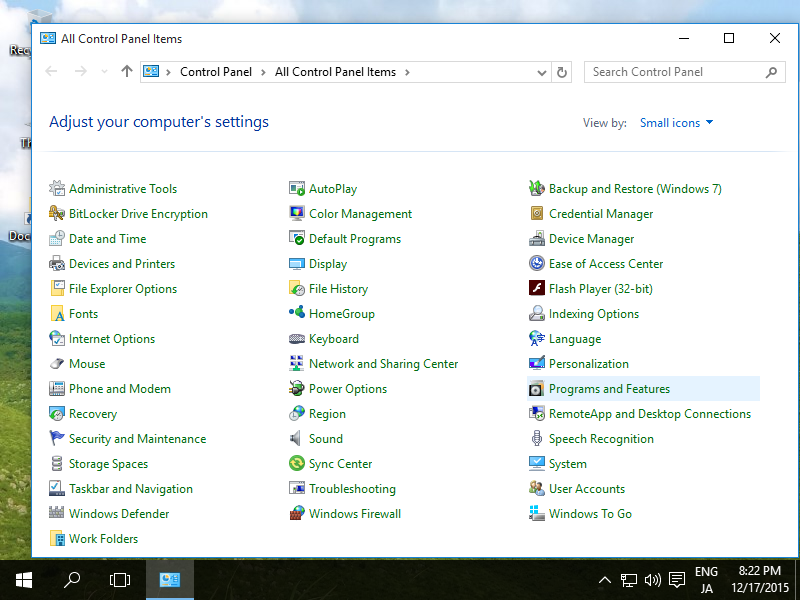 All Control Panel Items
Control Panel > All Control Panel Items >
Search Control Panel
Adjust your computer's settings
View by: Small icons
Administrative Tools
AutoPlay
Backup and Restore (Windows 7)
BitLocker Drive Encryption
Color Management
Credential Manager
Date and Time
Default Programs
Device Manager
Devices and Printers
Display
Ease of Access Center
File Explorer Options
File History
Flash Player (32-bit)
Fonts
HomeGroup
Indexing Options
Internet Options
Keyboard
Language
Mouse
Network and Sharing Center
Personalization
Phone and Modem
Power Options
Programs and Features
Recovery
Region
RemoteApp and Desktop Connections
Security and Maintenance
Sound
Speech Recognition
Storage Spaces
Sync Center
System
Taskbar and Navigation
Troubleshooting
User Accounts
Windows Defender
Windows Firewall
Windows To Go
Work Folders
ENG
JA
8:22 PM
12/17/2015